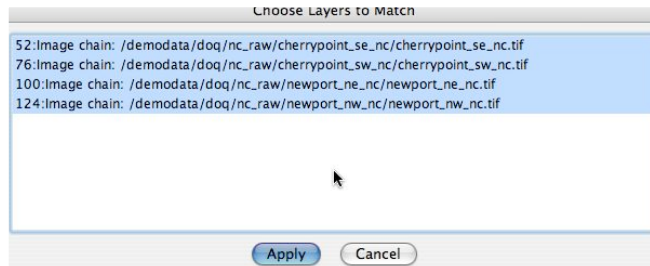 Choose Layers to Match
52:Image chain: /demodata/doq/nc_raw/cherrypoint_se_nc/cherrypoint_se_nc.tif
76:Image chain: /demodata/doq/nc_raw/cherrypoint_sw_nc/cherrypoint_sw_nc.tif
100:Image chain: /demodata/doq/nc_raw/newport_ne_nc/newport_ne_nc.tif
124:Image chain: /demodata/doq/nc_raw/newport_nw_nc/newport_nw_nc.tif
Apply Cancel